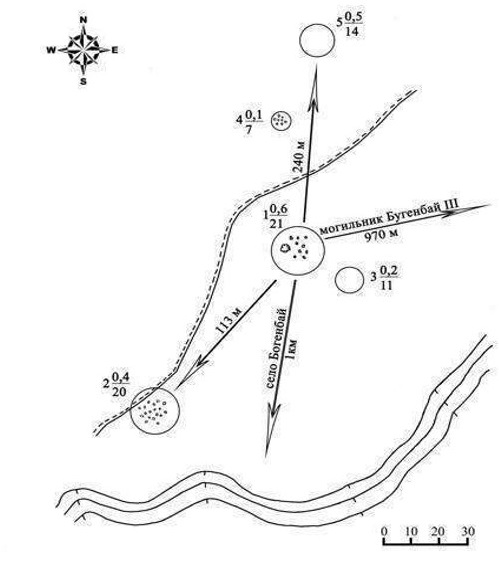 N
W E
S
5 0,5
14
4 0,1
7
240 м
1 0,6
21
могильник Бугенбай III
970 м
3 0,2
11
113 м
село Богенбай
1км
2 0,4
20
0 10 20 30